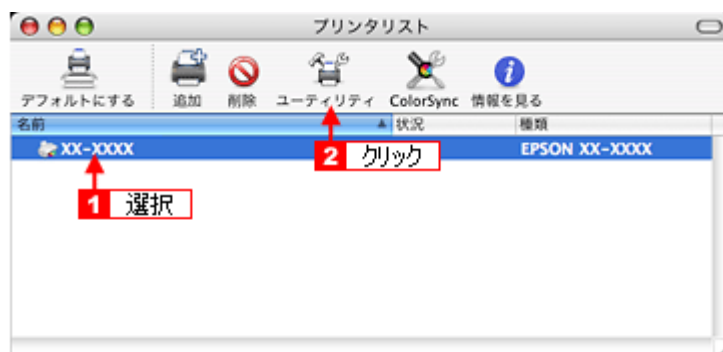 プリンタリスト
デフォルトにする 追加 削除 ユーティリティ ColorSync 情報を見る
名前 状況 種類
XX-XXXX EPSON XX-XXXX
2 クリック
1 選択